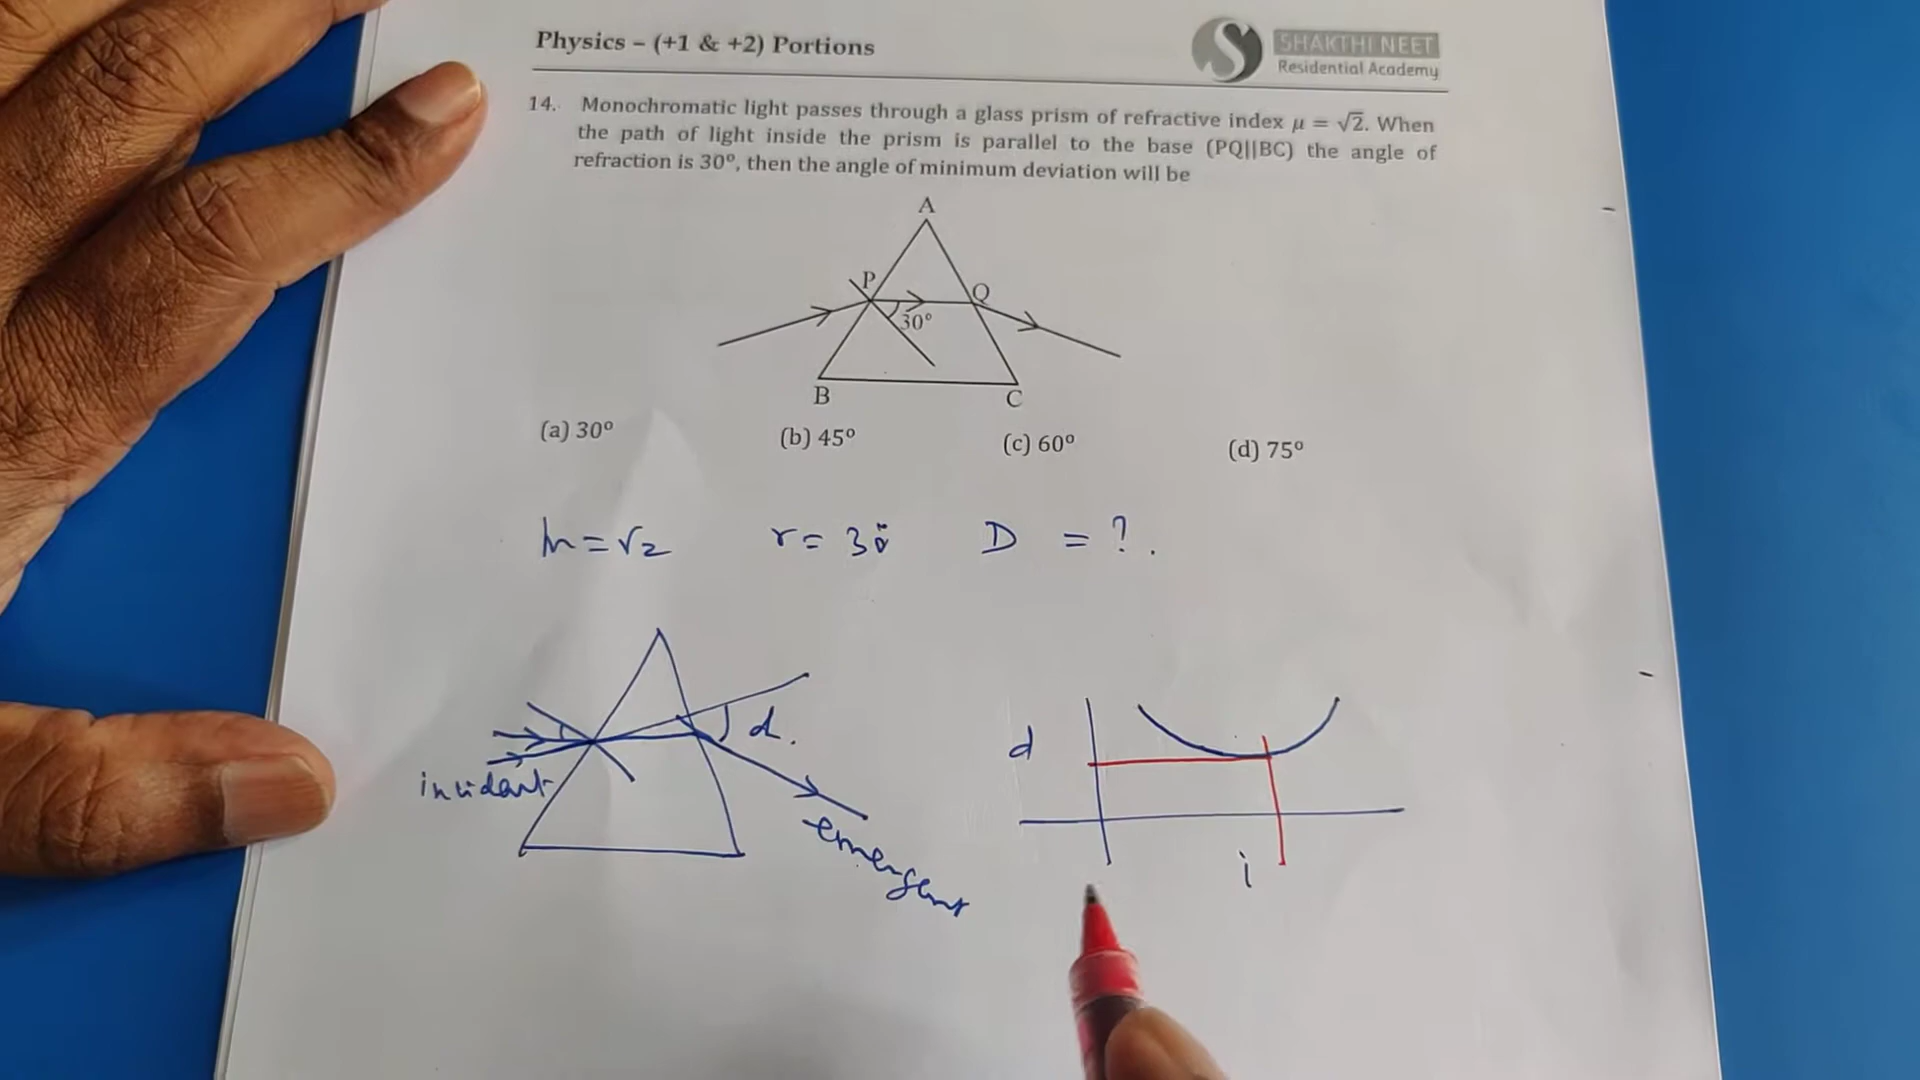 Physics – (+1 & +2) Portions
SHAKTHI NEET
Residential Academy
14. Monochromatic light passes through a glass prism of refractive index μ = √2. When
the path of light inside the prism is parallel to the base (PQ||BC) the angle of
refraction is 30°, then the angle of minimum deviation will be
A
P
Q
30°
B
C
(a) 30°
(b) 45°
(c) 60°
(d) 75°
n = √2 r = 30° D = ?.
d.
incident
emergent
d
i